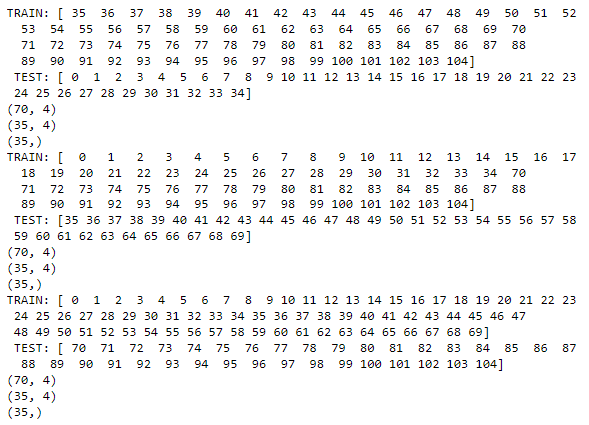 TRAIN: [ 35 36 37 38 39 40 41 42 43 44 45 46 47 48 49 50 51 52
53 54 55 56 57 58 59 60 61 62 63 64 65 66 67 68 69 70
71 72 73 74 75 76 77 78 79 80 81 82 83 84 85 86 87 88
89 90 91 92 93 94 95 96 97 98 99 100 101 102 103 104]
TEST: [ 0 1 2 3 4 5 6 7 8 9 10 11 12 13 14 15 16 17 18 19 20 21 22 23
24 25 26 27 28 29 30 31 32 33 34]
(70, 4)
(35, 4)
(35,)
TRAIN: [ 0 1 2 3 4 5 6 7 8 9 10 11 12 13 14 15 16 17
18 19 20 21 22 23 24 25 26 27 28 29 30 31 32 33 34 70
71 72 73 74 75 76 77 78 79 80 81 82 83 84 85 86 87 88
89 90 91 92 93 94 95 96 97 98 99 100 101 102 103 104]
TEST: [35 36 37 38 39 40 41 42 43 44 45 46 47 48 49 50 51 52 53 54 55 56 57 58
59 60 61 62 63 64 65 66 67 68 69]
(70, 4)
(35, 4)
(35,)
TRAIN: [ 0 1 2 3 4 5 6 7 8 9 10 11 12 13 14 15 16 17 18 19 20 21 22 23
24 25 26 27 28 29 30 31 32 33 34 35 36 37 38 39 40 41 42 43 44 45 46 47
48 49 50 51 52 53 54 55 56 57 58 59 60 61 62 63 64 65 66 67 68 69]
TEST: [ 70 71 72 73 74 75 76 77 78 79 80 81 82 83 84 85 86 87
88 89 90 91 92 93 94 95 96 97 98 99 100 101 102 103 104]
(70, 4)
(35, 4)
(35,)